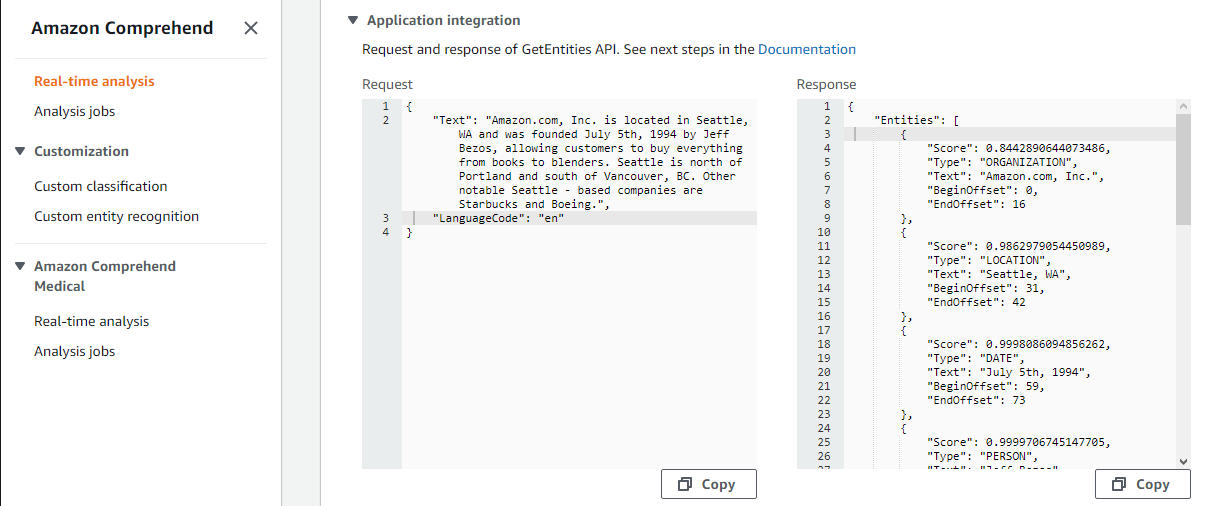 Amazon Comprehend
Real-time analysis
Analysis jobs
Customization
Custom classification
Custom entity recognition
Amazon Comprehend
Medical
Real-time analysis
Analysis jobs
Application integration
Request and response of GetEntities API. See next steps in the Documentation
Request
1 {
2 "Text": "Amazon.com, Inc. is located in Seattle,
WA and was founded July 5th, 1994 by Jeff
Bezos, allowing customers to buy everything
from books to blenders. Seattle is north of
Portland and south of Vancouver, BC. Other
notable Seattle - based companies are
Starbucks and Boeing.",
3 "LanguageCode": "en"
4 }
Copy
Response
1 {
2 "Entities": [
3 {
4 "Score": 0.8442890644073486,
5 "Type": "ORGANIZATION",
6 "Text": "Amazon.com, Inc.",
7 "BeginOffset": 0,
8 "EndOffset": 16
9 },
10 {
11 "Score": 0.9862979054450989,
12 "Type": "LOCATION",
13 "Text": "Seattle, WA",
14 "BeginOffset": 31,
15 "EndOffset": 42
16 },
17 {
18 "Score": 0.9998086094856262,
19 "Type": "DATE",
20 "Text": "July 5th, 1994",
21 "BeginOffset": 59,
22 "EndOffset": 73
23 },
24 {
25 "Score": 0.9999706745147705,
26 "Type": "PERSON",
27 "Text": "Jeff Bezos"
Copy